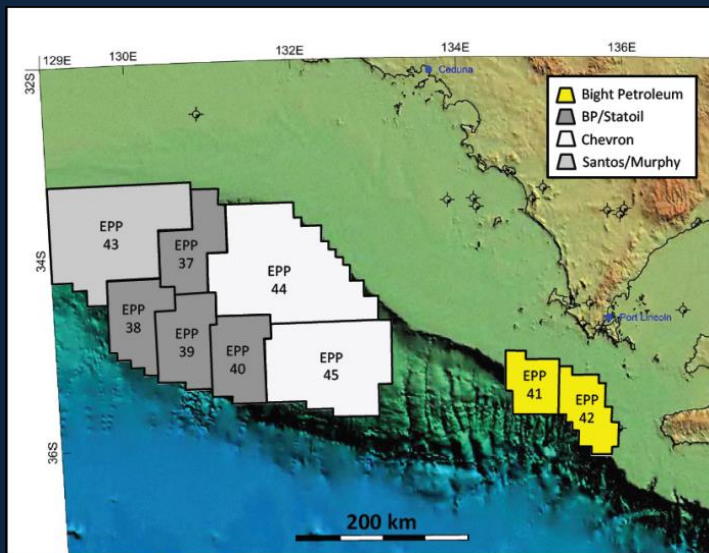 129E
130E
132E
134E
136E
32S
Ceduna
Bight Petroleum
BP/Statoil
Chevron
Santos/Murphy
EPP
43
EPP
37
34S
EPP
44
EPP
38
EPP
39
EPP
40
EPP
45
Port Lincoln
EPP
41
EPP
42
36S
200 km